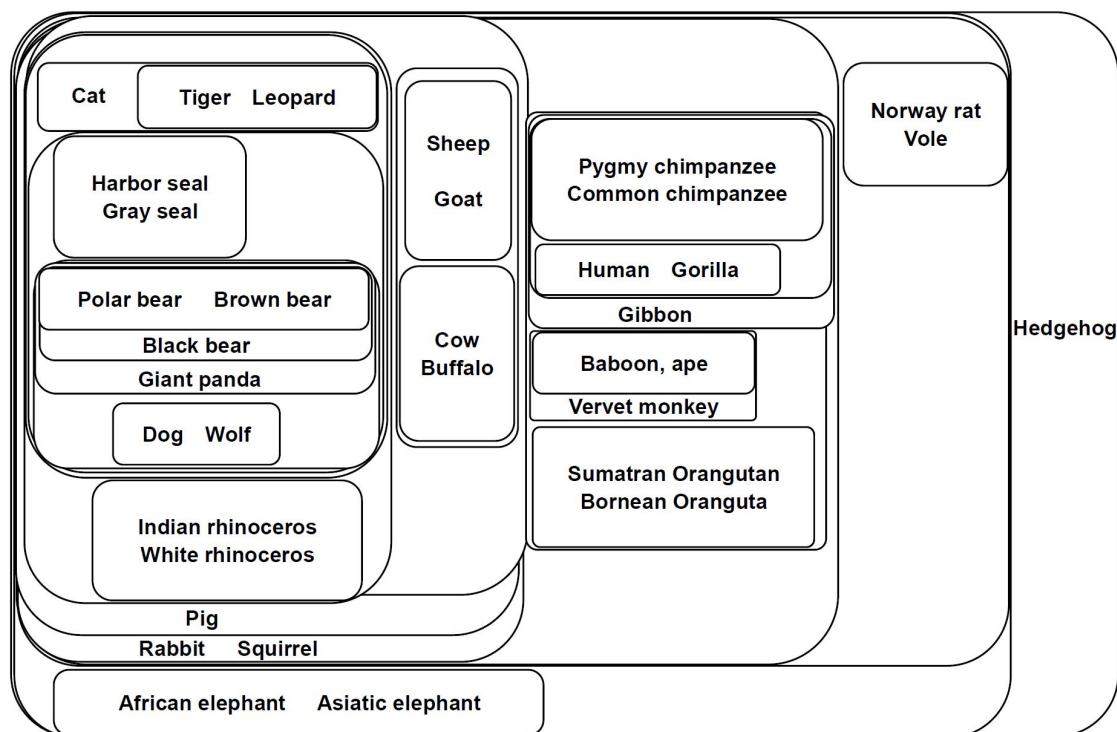 Cat Tiger Leopard
Harbor seal
Gray seal
Polar bear Brown bear
Black bear
Giant panda
Dog Wolf
Indian rhinoceros
White rhinoceros
Pig
Rabbit Squirrel
African elephant Asiatic elephant
Sheep
Goat
Cow
Buffalo
Pygmy chimpanzee
Common chimpanzee
Human Gorilla
Gibbon
Baboon, ape
Vervet monkey
Sumatran Orangutan
Bornean Oranguta
Norway rat
Vole
Hedgehog